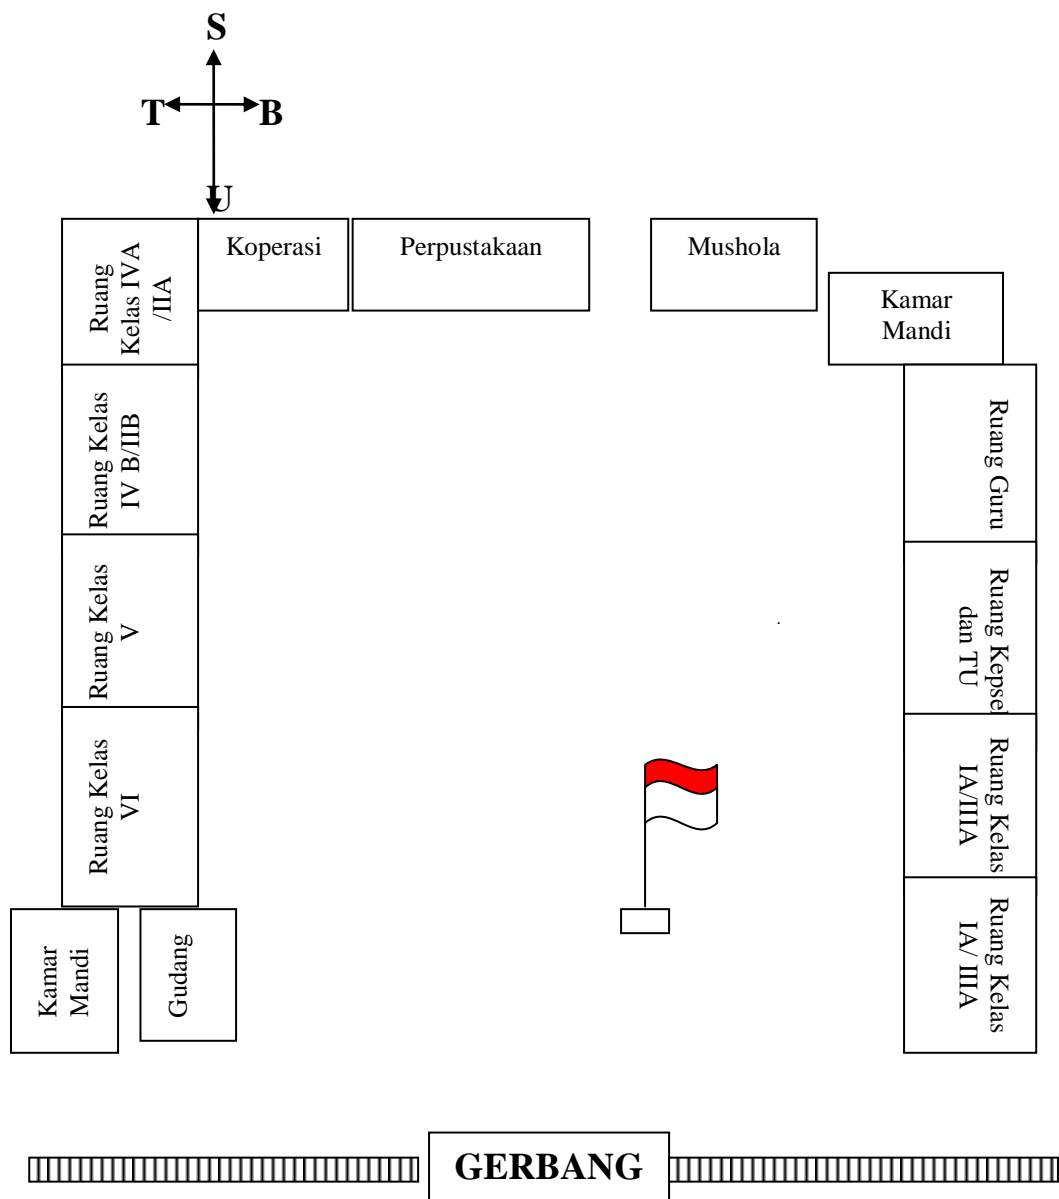 S
T B
U
Koperasi
Perpustakaan
Mushola
Kamar
Mandi
Ruang
Kelas IVA
/IIA
Ruang Kelas
IV B/IIB
Ruang Kelas
V
Ruang Kelas
VI
Kamar
Mandi
Gudang
Ruang Guru
Ruang Kepsel
dan TU
Ruang Kelas
IA/IIIA
Ruang Kelas
IA/ IIIA
GERBANG